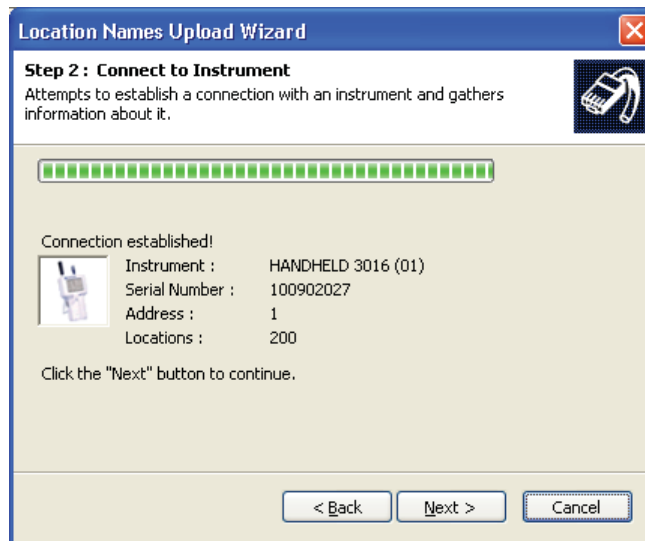 Location Names Upload Wizard
Step 2 : Connect to Instrument
Attempts to establish a connection with an instrument and gathers
information about it.
Connection established!
Instrument : HANDHELD 3016 (01)
Serial Number : 100902027
Address : 1
Locations : 200
Click the "Next" button to continue.
< Back Next > Cancel